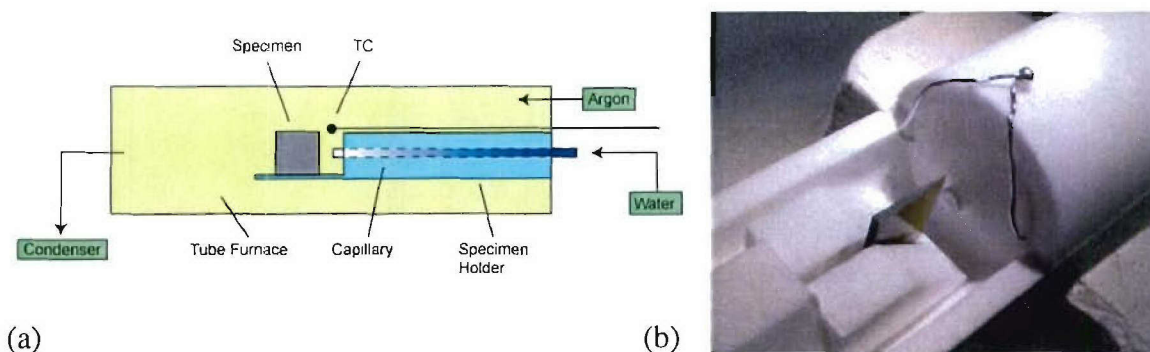 Specimen TC
Argon
Water
Condenser
Tube Furnace Capillary Specimen
Holder
(a) (b)